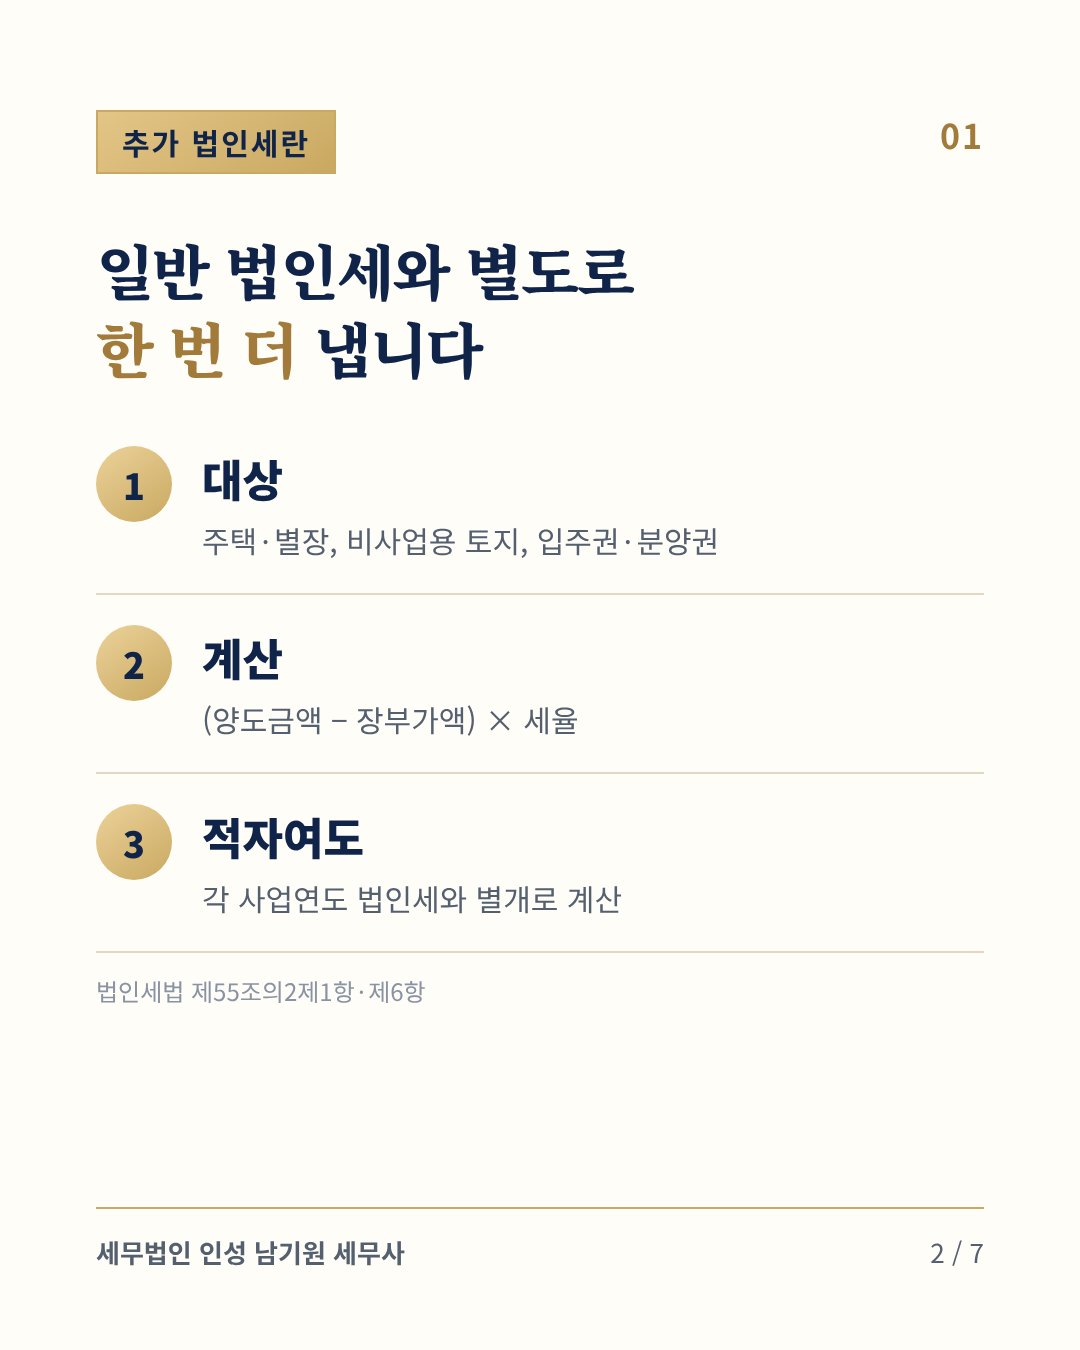 추가 법인세란
01
일반 법인세와 별도로
한 번 더 냅니다
1
대상
주택·별장, 비사업용 토지, 입주권·분양권
2
계산
(양도금액 – 장부가액) × 세율
3
적자여도
각 사업연도 법인세와 별개로 계산
법인세법 제55조의2제1항·제6항
세무법인 인성 남기원 세무사
2 / 7